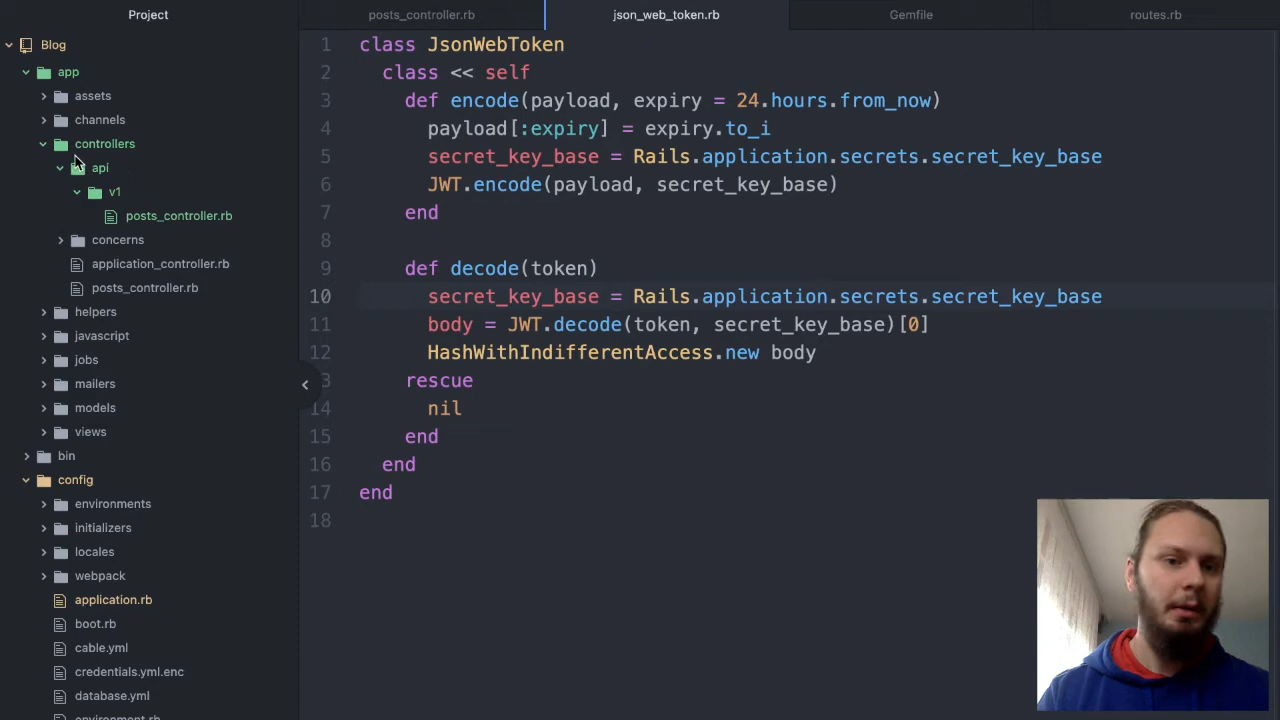 Project
posts_controller.rb
json_web_token.rb
Gemfile
routes.rb
Blog
app
assets
channels
controllers
api
v1
posts_controller.rb
concerns
application_controller.rb
posts_controller.rb
helpers
javascript
jobs
mailers
models
views
bin
config
environments
initializers
locales
webpack
application.rb
boot.rb
cable.yml
credentials.yml.enc
database.yml
environment.rb
1 class JsonWebToken
2   class << self
3     def encode(payload, expiry = 24.hours.from_now)
4       payload[:expiry] = expiry.to_i
5       secret_key_base = Rails.application.secrets.secret_key_base
6       JWT.encode(payload, secret_key_base)
7     end
8
9     def decode(token)
10       secret_key_base = Rails.application.secrets.secret_key_base
11       body = JWT.decode(token, secret_key_base)[0]
12       HashWithIndifferentAccess.new body
3     rescue
14       nil
15     end
16   end
17 end
18